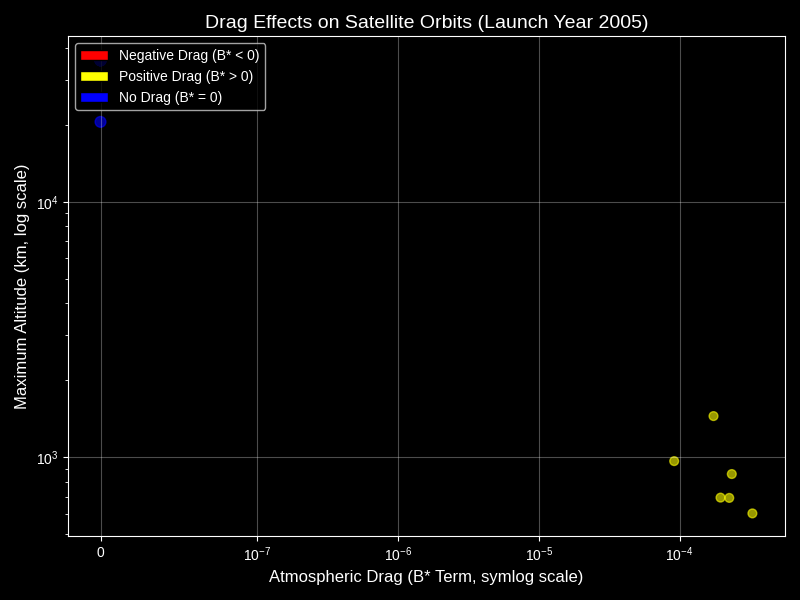 Drag Effects on Satellite Orbits (Launch Year 2005)
Negative Drag (B* < 0)
Positive Drag (B* > 0)
No Drag (B* = 0)
Maximum Altitude (km, log scale)
10⁴
10³
0
10⁻⁷
10⁻⁶
10⁻⁵
10⁻⁴
Atmospheric Drag (B* Term, symlog scale)